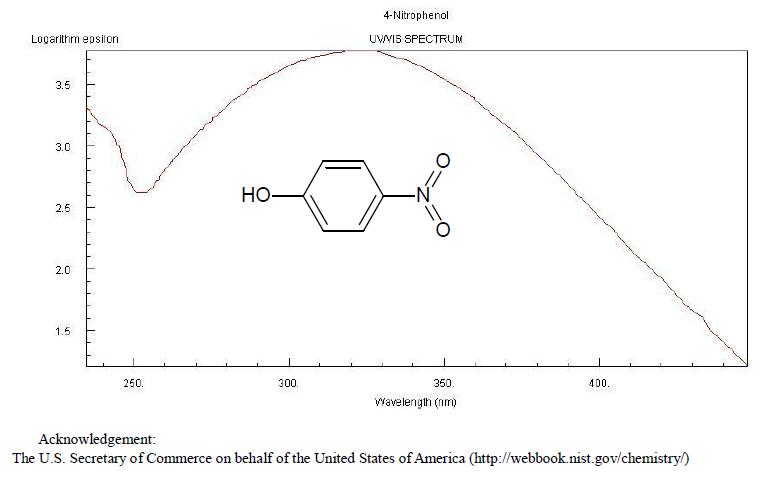 4-Nitrophenol
Logarithm epsilon
UV/VIS SPECTRUM
3.5
3.0
2.5
2.0
1.5
O
HO
N
O
250.
300.
350.
400.
Wavelength (nm)
Acknowledgement:
The U.S. Secretary of Commerce on behalf of the United States of America (http://webbook.nist.gov/chemistry/)